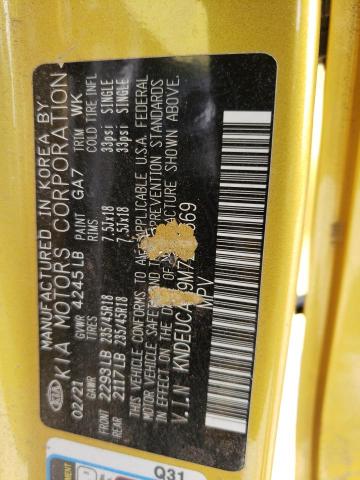 MANUFACTURED IN KOREA BY
KIA MOTORS CORPORATION
KIA
02/21 GVWR 4245LB PAINT GA7 TRIM WK
GAWR TIRES RIMS COLD TIRE INFL
FRONT 2293LB 235/45R18 7.5Jx18 33psi SINGLE
REAR 2117LB 235/45R18 7.5Jx18 33psi SINGLE
THIS VEHICLE CONFORMS TO ALL APPLICABLE U.S.A. FEDERAL
MOTOR VEHICLE SAFETY PREVENTION STANDARDS
IN EFFECT ON THE DATE OF MANUFACTURE SHOWN ABOVE.
V.I.N KNDEUCA 9M7 669
MPV
Q31